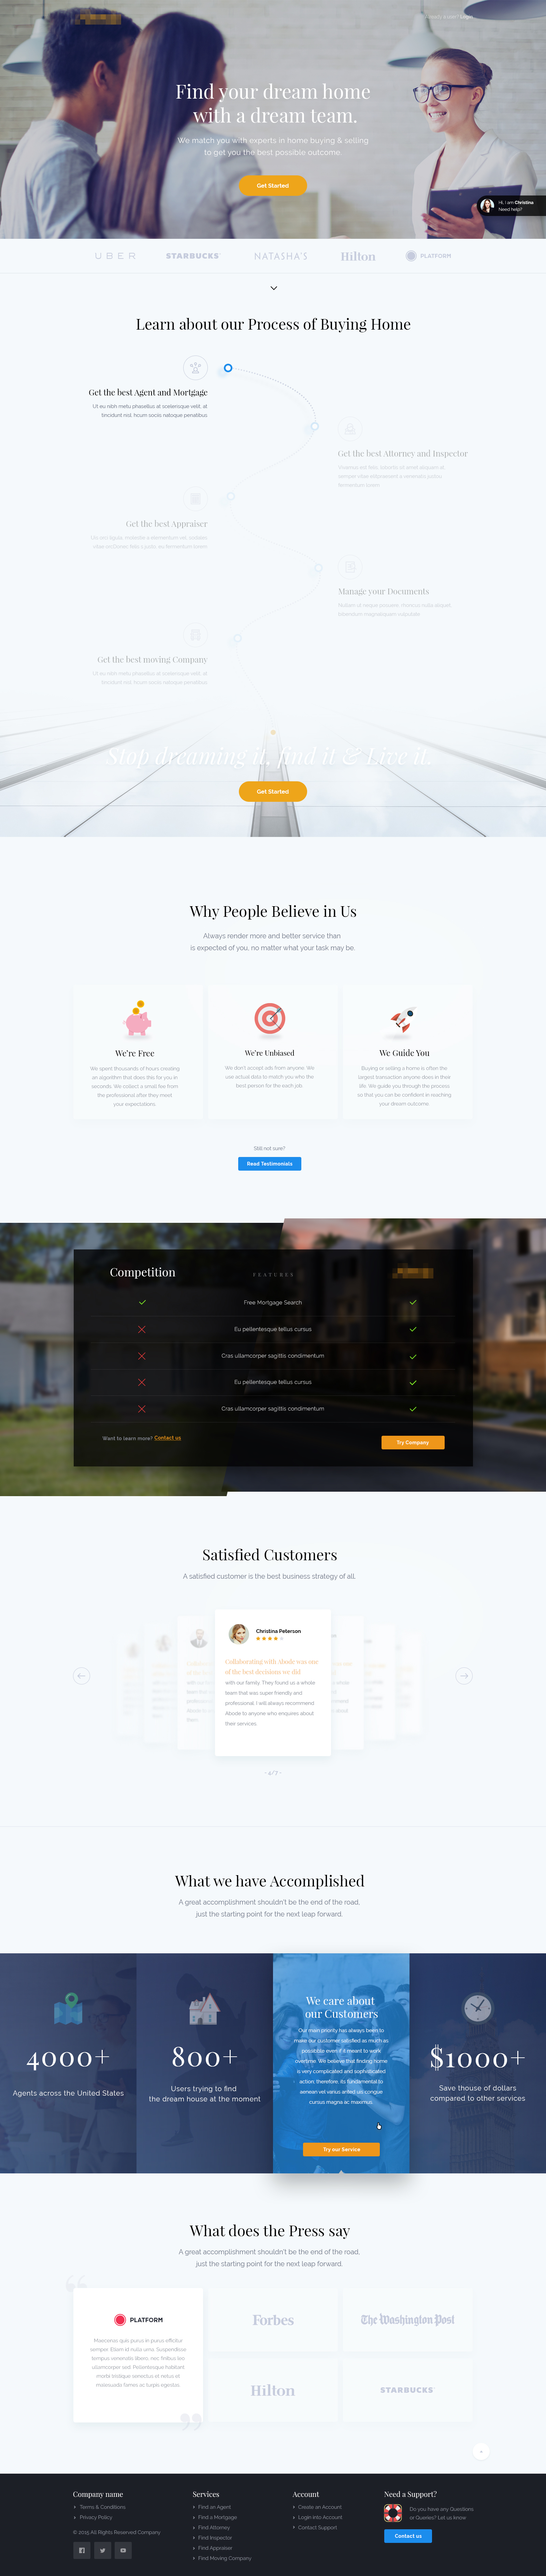 Login
Find your dream home
with a dream team.
We match you with experts in home buying & selling
to get you the best possible outcome.
Get Started
Hi, I am Christina
Need help?
UBER
STARBUCKS
NATASHA'S
Hilton
PLATFORM
Learn about our Process of Buying Home
Get the best Agent and Mortgage
Ut eu nibh metu phasellus at scelerisque velit, at
tincidunt nisl. hcum sociis natoque penatibus
Get the best Attorney and Inspector
Get the best Appraiser
Manage your Documents
Get the best moving Company
Ut eu nibh metu phasellus at scelerisque velit, at
tincidunt nisl. hcum sociis natoque penatibus
Stop dreaming it, find it & Live it.
Get Started
Why People Believe in Us
Always render more and better service than
is expected of you, no matter what your task may be.
We're Free
We spent thousands of hours creating
an algorithm that does this for you in
seconds. We collect a small fee from
the professional after they meet
your expectations.
We're Unbiased
We don't accept ads from anyone. We
use actual data to match you who the
best person for the each job
We Guide You
Buying or selling a home is often the
largest transaction anyone does in their
life. We guide you through the process
so that you can be confident in reaching
your dream outcome.
Still not sure?
Read Testimonials
Competition
FEATURES
Free Mortgage Search
Eu pellentesque tellus cursus
Cras ullamcorper sagittis condimentum
Eu pellentesque tellus cursus
Cras ullamcorper sagittis condimentum
Want to learn more? Contact us
Try Company
Satisfied Customers
A satisfied customer is the best business strategy of all.
Christina Peterson
Collaborating with Abode was one
of the best decisions we did
with our family. They found us a whole
team that was super friendly and
professional. I will always recommend
Abode to anyone who enquires about
their services.
- 4/7 -
What we have Accomplished
A great accomplishment shouldn't be the end of the road,
just the starting point for the next leap forward.
4000+
Agents across the United States
800+
Users trying to find
the dream house at the moment
We care about
our Customers
Our main priority has always been to
make our customer satisfied as much as
possible even if it meant to work
overtime. We believe that finding home
is very complicated and sophisticated
action, therefore, its fundamental to
aenean vel varius anted uis congue
cursus magna ac maximus.
Try our Service
$1000+
Save thouse of dollars
compared to other services
What does the Press say
A great accomplishment shouldn't be the end of the road,
just the starting point for the next leap forward.
PLATFORM
Maecenas quis purus in purus efficitur
semper. Etiam id nulla urna. Suspendisse
tempus venenatis libero, nec finibus leo
ullamcorper sed. Pellentesque habitant
morbi tristique senectus et netus et
malesuada fames ac turpis egestas.
Forbes
The Washington Post
Hilton
STARBUCKS
Company name
Terms & Conditions
Privacy Policy
© 2015 All Rights Reserved Company
Services
Find an Agent
Find a Mortgage
Find Attorney
Find Inspector
Find Appraiser
Find Moving Company
Account
Create an Account
Login into Account
Contact Support
Need a Support?
Do you have any Questions
or Queries? Let us know
Contact us